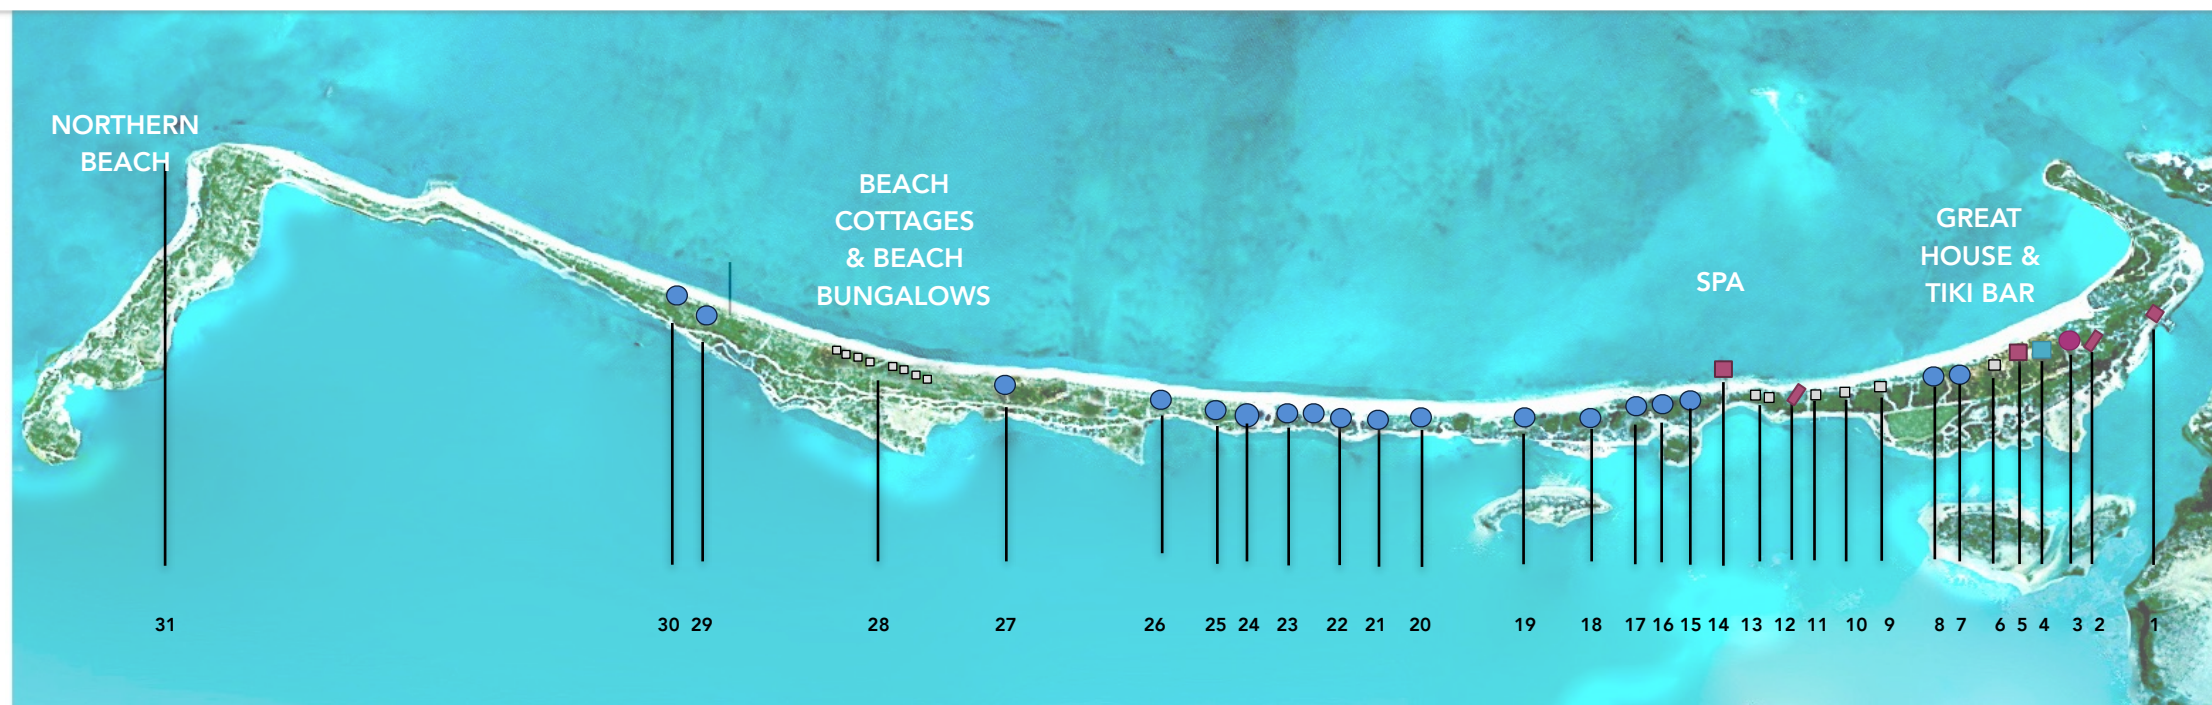 NORTHERN
BEACH
BEACH
COTTAGES
& BEACH
BUNGALOWS
SPA
GREAT
HOUSE &
TIKI BAR
31 30 29 28 27 26 25 24 23 22 21 20 19 18 17 16 15 14 13 12 11 10 9 8 7 6 5 4 3 2 1